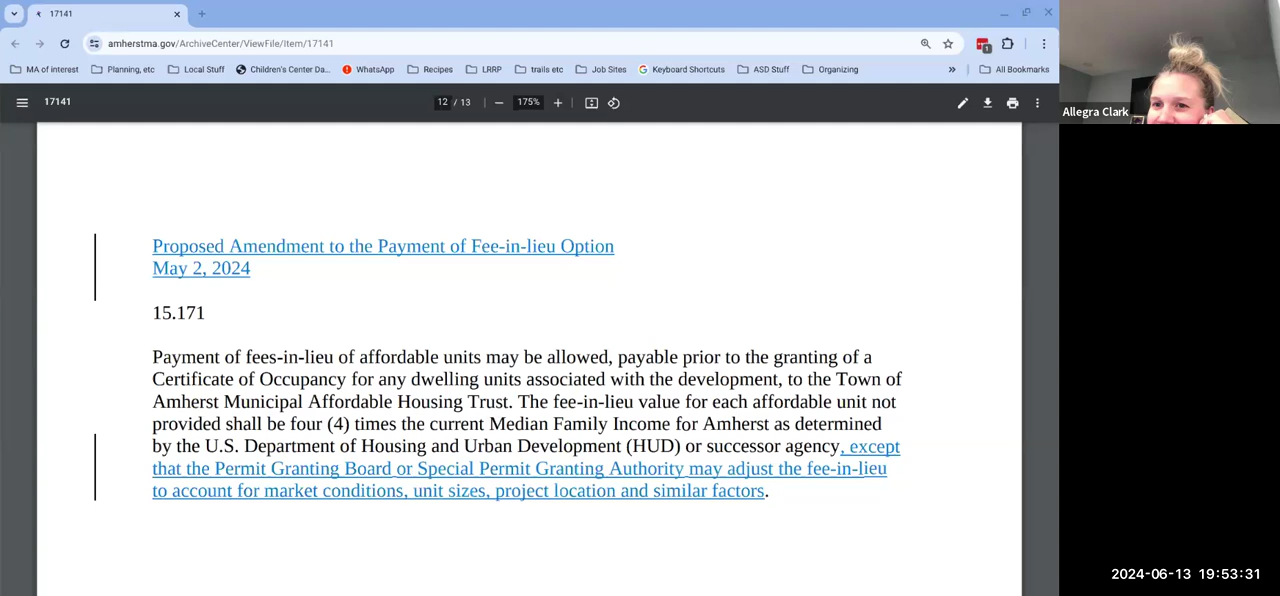 17141
amherstma.gov/ArchiveCenter/ViewFile/Item/17141
MA of interest Planning, etc Local Stuff Children's Center Da... WhatsApp Recipes LRRP trails etc Job Sites Keyboard Shortcuts ASD Stuff Organizing » All Bookmarks
17141 12 / 13 175%
Allegra Clark
Proposed Amendment to the Payment of Fee-in-lieu Option
May 2, 2024
15.171
Payment of fees-in-lieu of affordable units may be allowed, payable prior to the granting of a
Certificate of Occupancy for any dwelling units associated with the development, to the Town of
Amherst Municipal Affordable Housing Trust. The fee-in-lieu value for each affordable unit not
provided shall be four (4) times the current Median Family Income for Amherst as determined
by the U.S. Department of Housing and Urban Development (HUD) or successor agency, except
that the Permit Granting Board or Special Permit Granting Authority may adjust the fee-in-lieu
to account for market conditions, unit sizes, project location and similar factors.
2024-06-13 19:53:31